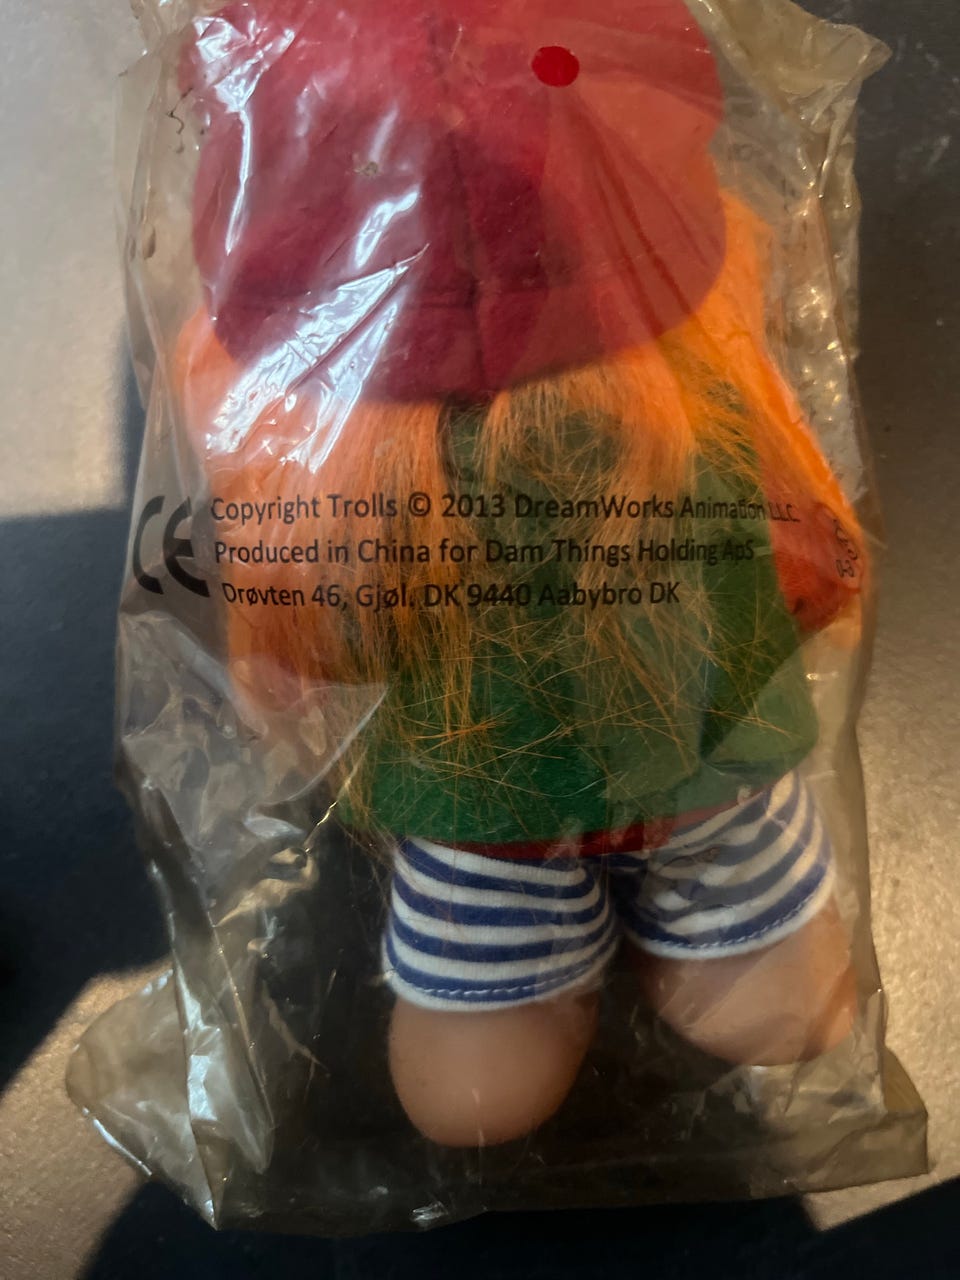 CE
Copyright Trolls © 2013 DreamWorks Animation LLC.
Produced in China for Dam Things Holding ApS
Drøvten 46, Gjøl. DK 9440 Aabybro DK